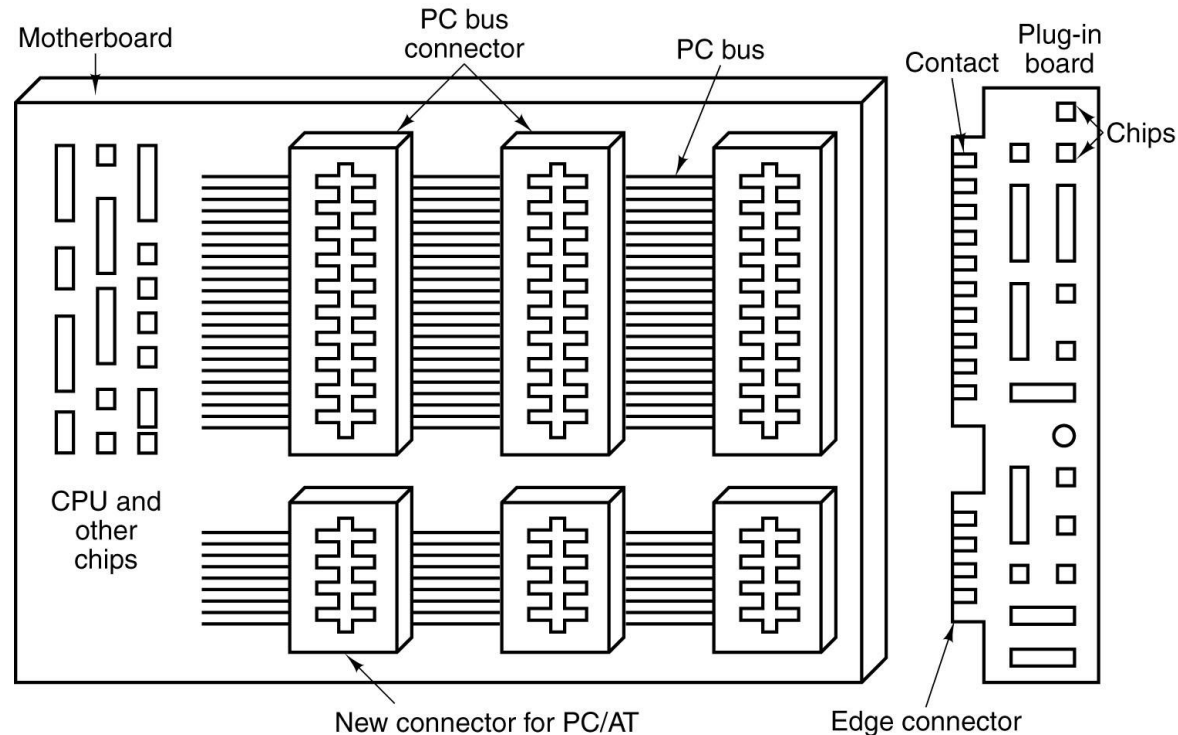 Motherboard
PC bus
connector
PC bus
Contact
Plug-in
board
Chips
CPU and
other
chips
New connector for PC/AT
Edge connector